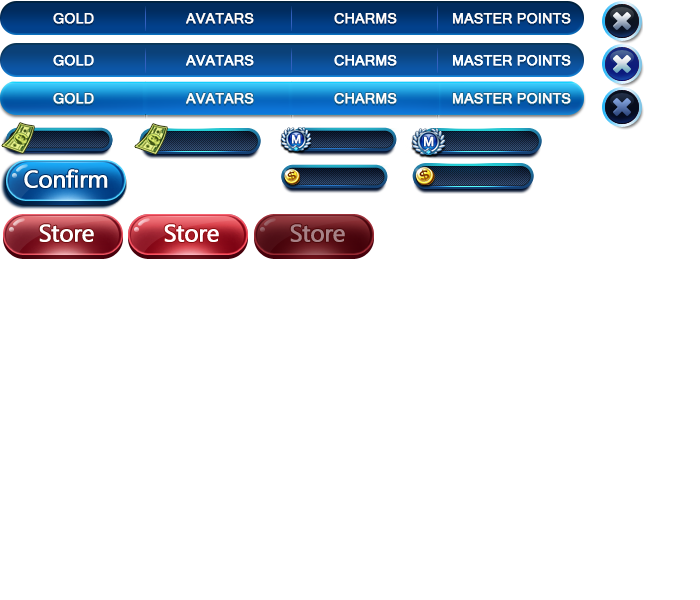 GOLD AVATARS CHARMS MASTER POINTS
GOLD AVATARS CHARMS MASTER POINTS
GOLD AVATARS CHARMS MASTER POINTS
M M
Confirm $ $
Store Store Store